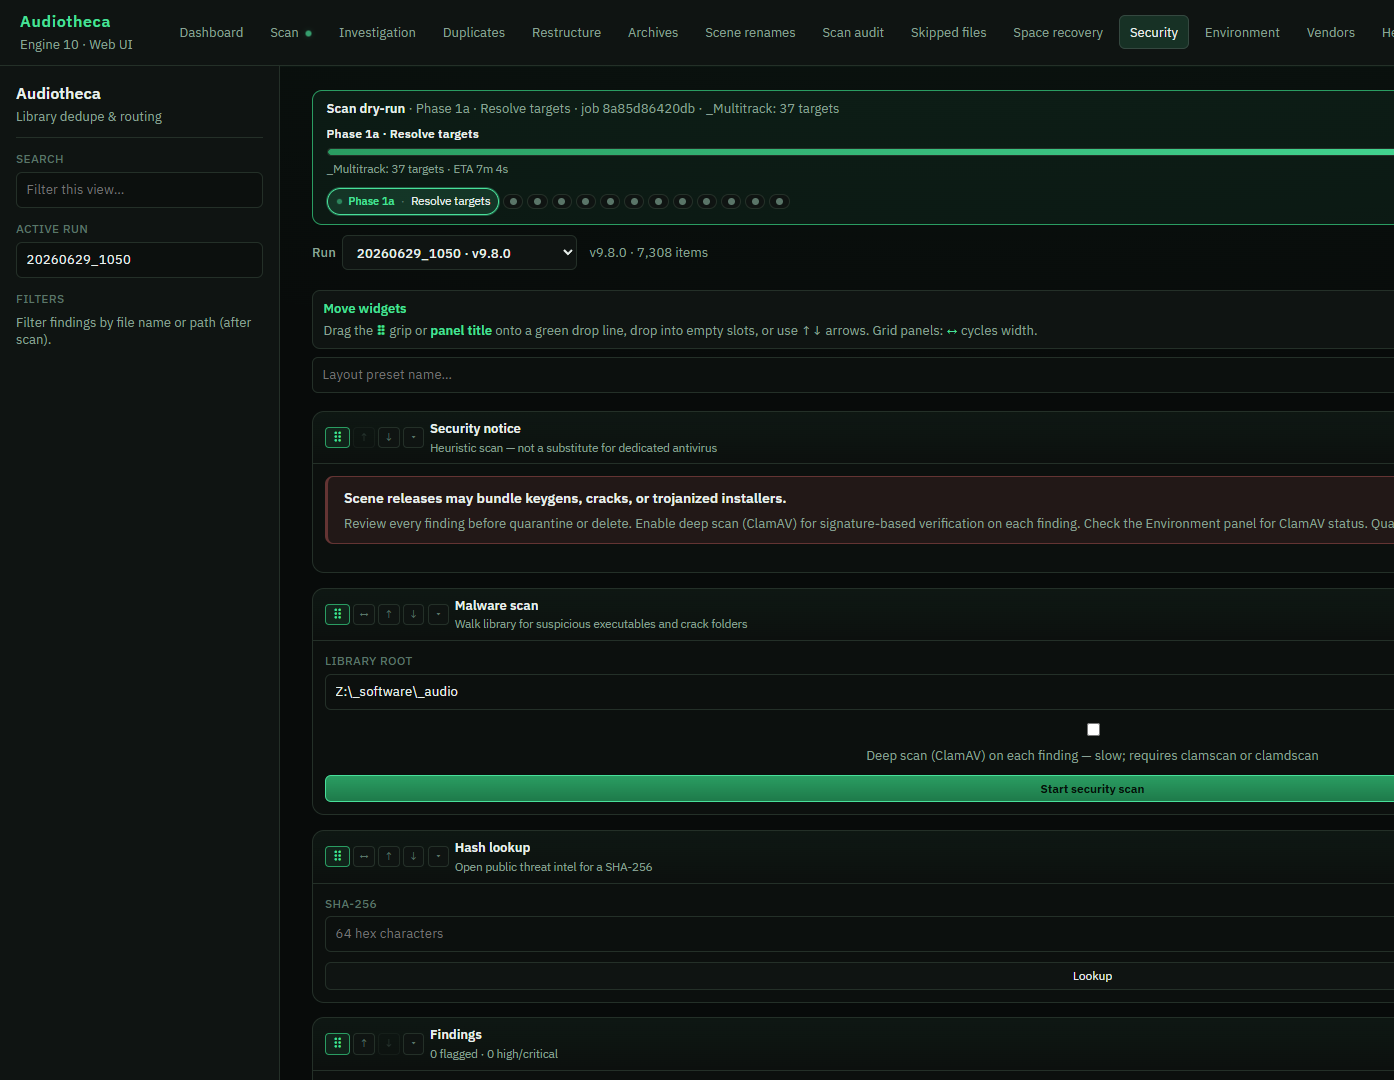 Audiotheca
Engine 10 · Web UI
Dashboard
Scan
Investigation
Duplicates
Restructure
Archives
Scene renames
Scan audit
Skipped files
Space recovery
Security
Environment
Vendors
Audiotheca
Library dedupe & routing
SEARCH
Filter this view...
ACTIVE RUN
20260629_1050
FILTERS
Filter findings by file name or path (after
scan).
Scan dry-run · Phase 1a · Resolve targets · job 8a85d86420db · _Multitrack: 37 targets
Phase 1a · Resolve targets
_Multitrack: 37 targets · ETA 7m 4s
Phase 1a · Resolve targets
Run
20260629_1050 · v9.8.0
v9.8.0 · 7,308 items
Move widgets
Drag the ⠿ grip or panel title onto a green drop line, drop into empty slots, or use ↑ ↓ arrows. Grid panels: ↔ cycles width.
Layout preset name...
Security notice
Heuristic scan — not a substitute for dedicated antivirus
Scene releases may bundle keygens, cracks, or trojanized installers.
Review every finding before quarantine or delete. Enable deep scan (ClamAV) for signature-based verification on each finding. Check the Environment panel for ClamAV status.
Malware scan
Walk library for suspicious executables and crack folders
LIBRARY ROOT
Z:\_software\_audio
Deep scan (ClamAV) on each finding — slow; requires clamscan or clamdscan
Start security scan
Hash lookup
Open public threat intel for a SHA-256
SHA-256
64 hex characters
Lookup
Findings
0 flagged · 0 high/critical